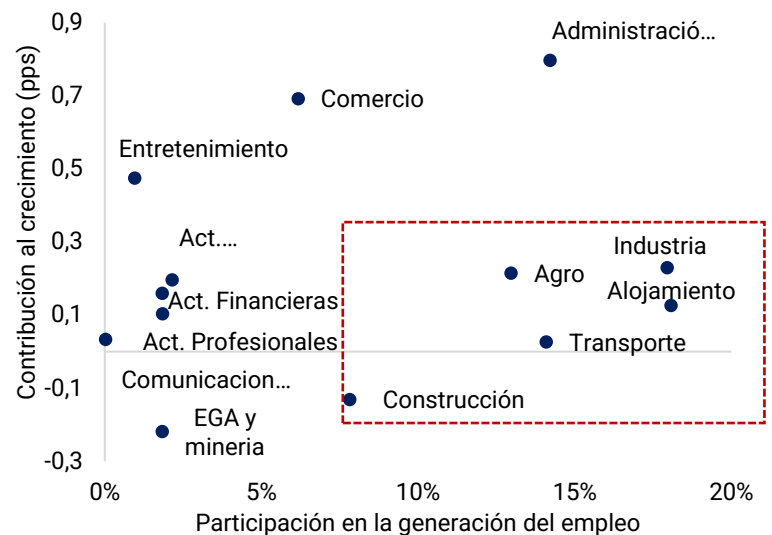 Contribución al crecimiento (pps)
0,9
0,7
0,5
0,3
0,1
-0,1
-0,3
Administració…
Comercio
Entretenimiento
Act.…
Industria
Agro
Alojamiento
Act. Financieras
Act. Profesionales
Transporte
Comunicacion…
Construcción
EGA y
mineria
0%
5%
10%
15%
20%
Participación en la generación del empleo